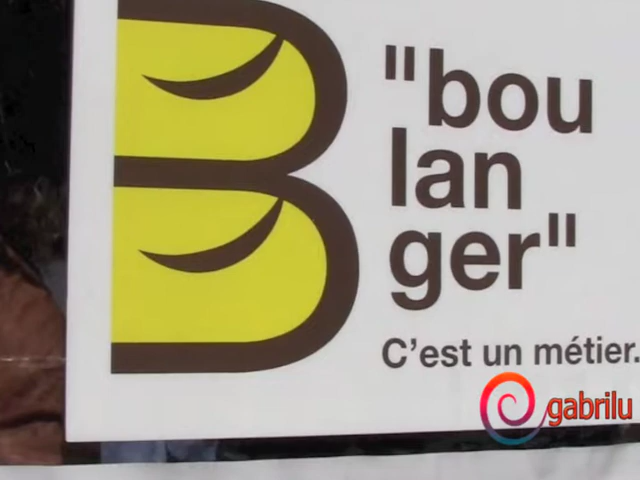 B
"bou
lan
ger"
C'est un métier.
gabrilu